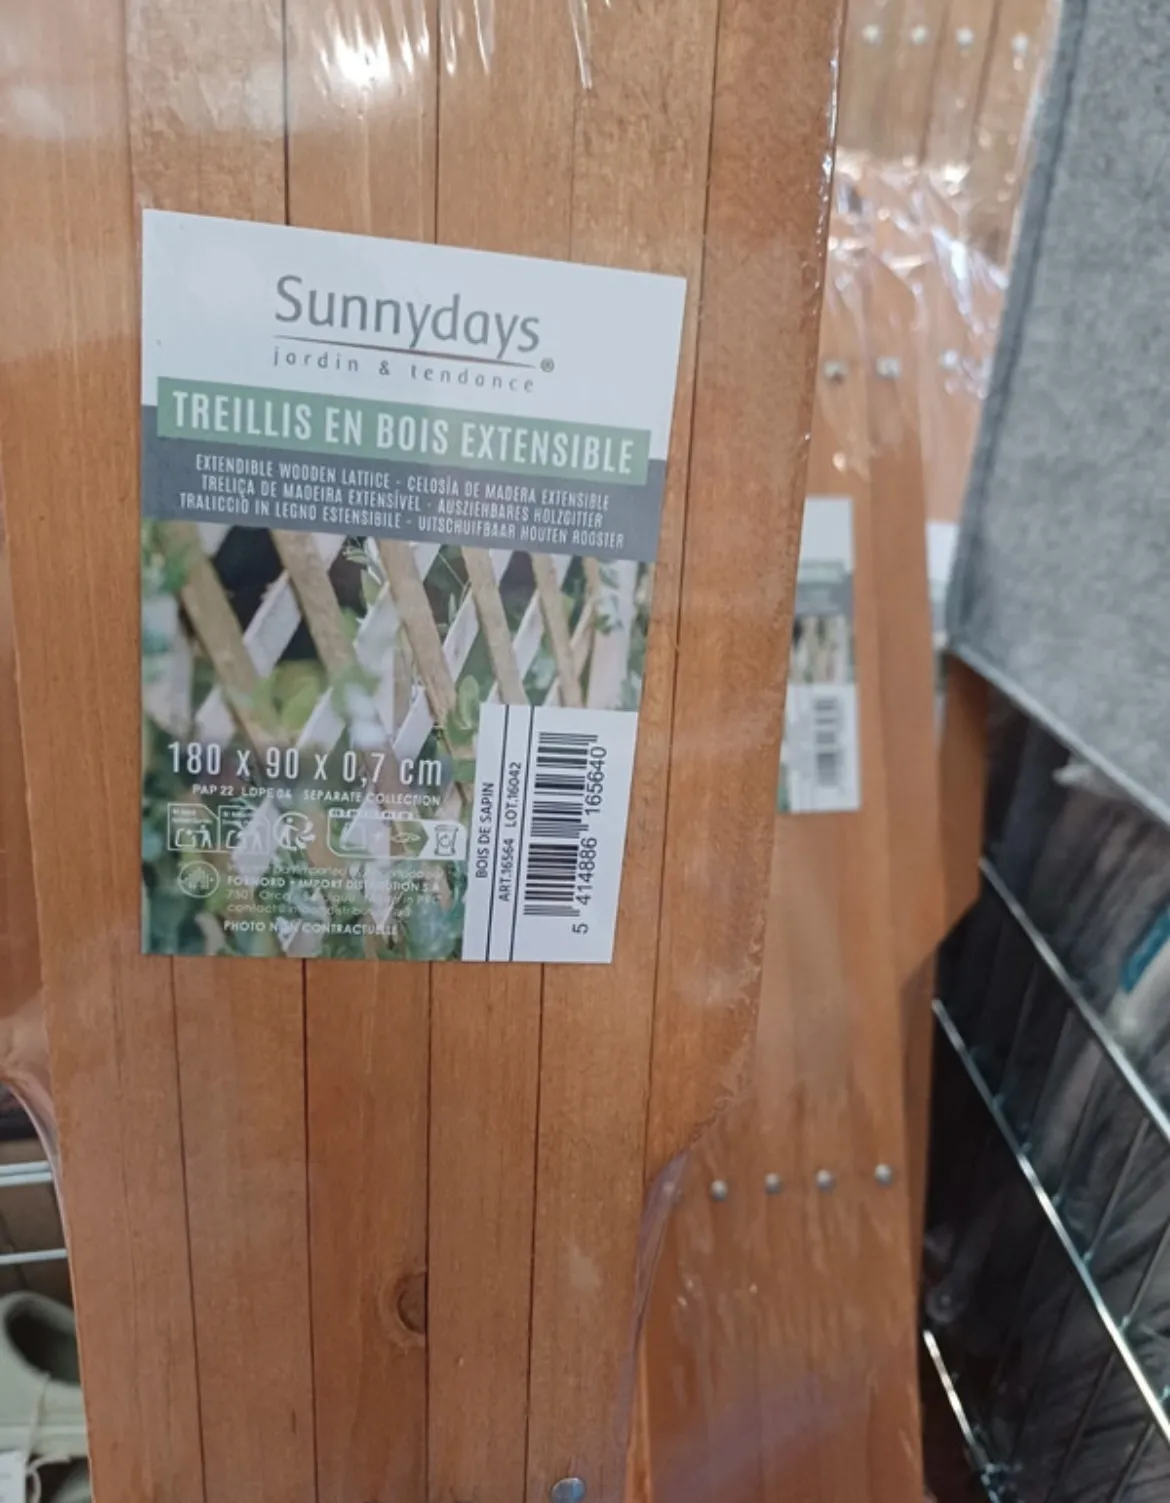 Sunnydays®
jardin & tendance
TREILLIS EN BOIS EXTENSIBLE
EXTENDIBLE WOODEN LATTICE - CELOSÍA DE MADERA EXTENSIBLE
TRELIÇA DE MADEIRA EXTENSÍVEL - AUSZIEHBARES HOLZGITTER
TRALICCIO IN LEGNO ESTENSIBILE - UITSCHUIFBAAR HOUTEN ROOSTER
180 x 90 x 0,7 cm
PAP 22 LDPE 04 SEPARATE COLLECTION
IMPORT DISTRIBUTION S.A
PHOTO NON CONTRACTUELLE
BOIS DE SAPIN
ART.16564 LOT.16042
5 414886 165640